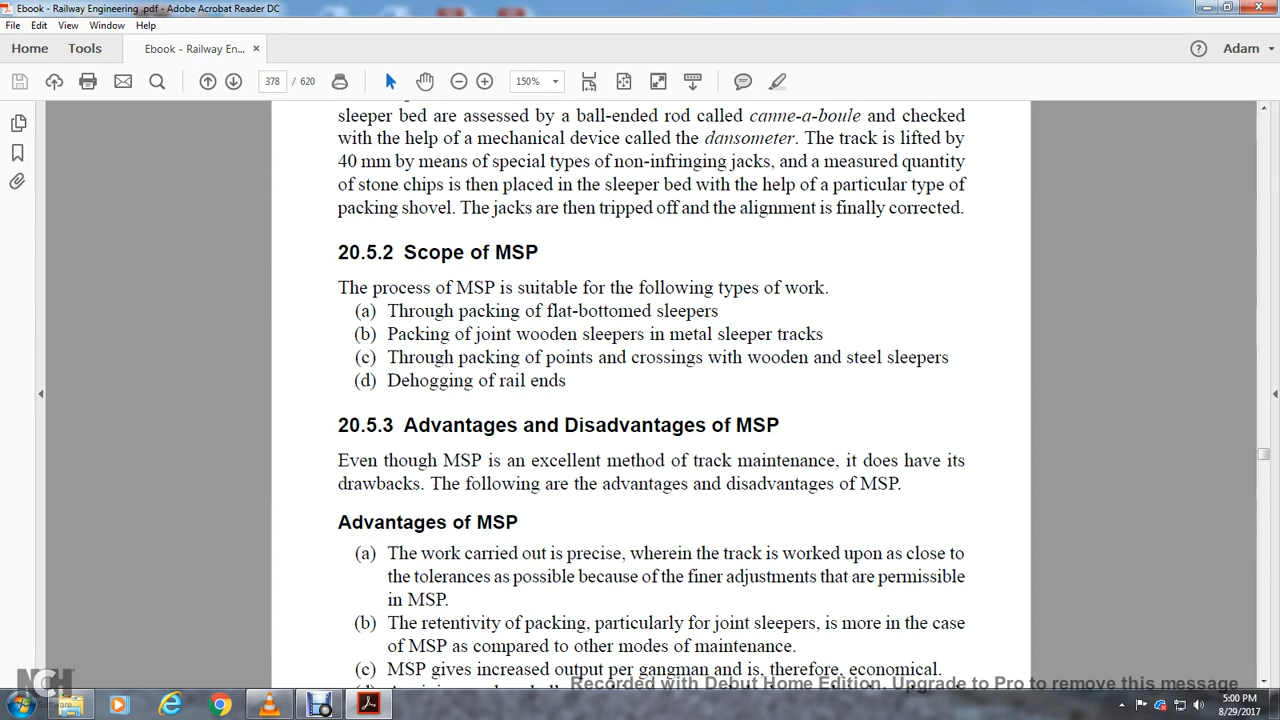 Ebook - Railway Engineering .pdf - Adobe Acrobat Reader DC
File Edit View Window Help
Home Tools Ebook - Railway En... × Adam
378 / 620 150%
sleeper bed are assessed by a ball-ended rod called canne-a-boule and checked
with the help of a mechanical device called the dansometer. The track is lifted by
40 mm by means of special types of non-infringing jacks, and a measured quantity
of stone chips is then placed in the sleeper bed with the help of a particular type of
packing shovel. The jacks are then tripped off and the alignment is finally corrected.
20.5.2 Scope of MSP
The process of MSP is suitable for the following types of work.
(a) Through packing of flat-bottomed sleepers
(b) Packing of joint wooden sleepers in metal sleeper tracks
(c) Through packing of points and crossings with wooden and steel sleepers
(d) Dehogging of rail ends
20.5.3 Advantages and Disadvantages of MSP
Even though MSP is an excellent method of track maintenance, it does have its
drawbacks. The following are the advantages and disadvantages of MSP.
Advantages of MSP
(a) The work carried out is precise, wherein the track is worked upon as close to
the tolerances as possible because of the finer adjustments that are permissible
in MSP.
(b) The retentivity of packing, particularly for joint sleepers, is more in the case
of MSP as compared to other modes of maintenance.
(c) MSP gives increased output per gangman and is, therefore, economical.
NCH Software
Recorded with Debut Home Edition. Upgrade to Pro to remove this message
5:00 PM
8/29/2017